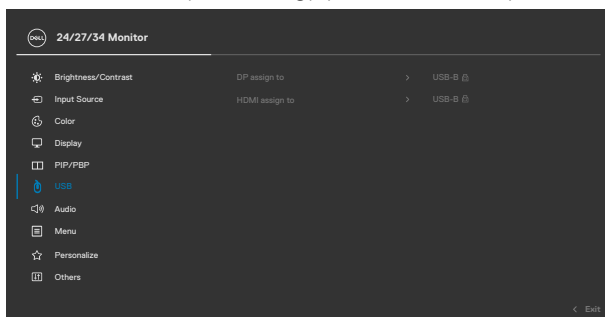 DELL 24/27/34 Monitor
Brightness/Contrast DP assign to > USB-B
Input Source HDMI assign to > USB-B
Color
Display
PIP/PBP
USB
Audio
Menu
Personalize
Others
< Exit